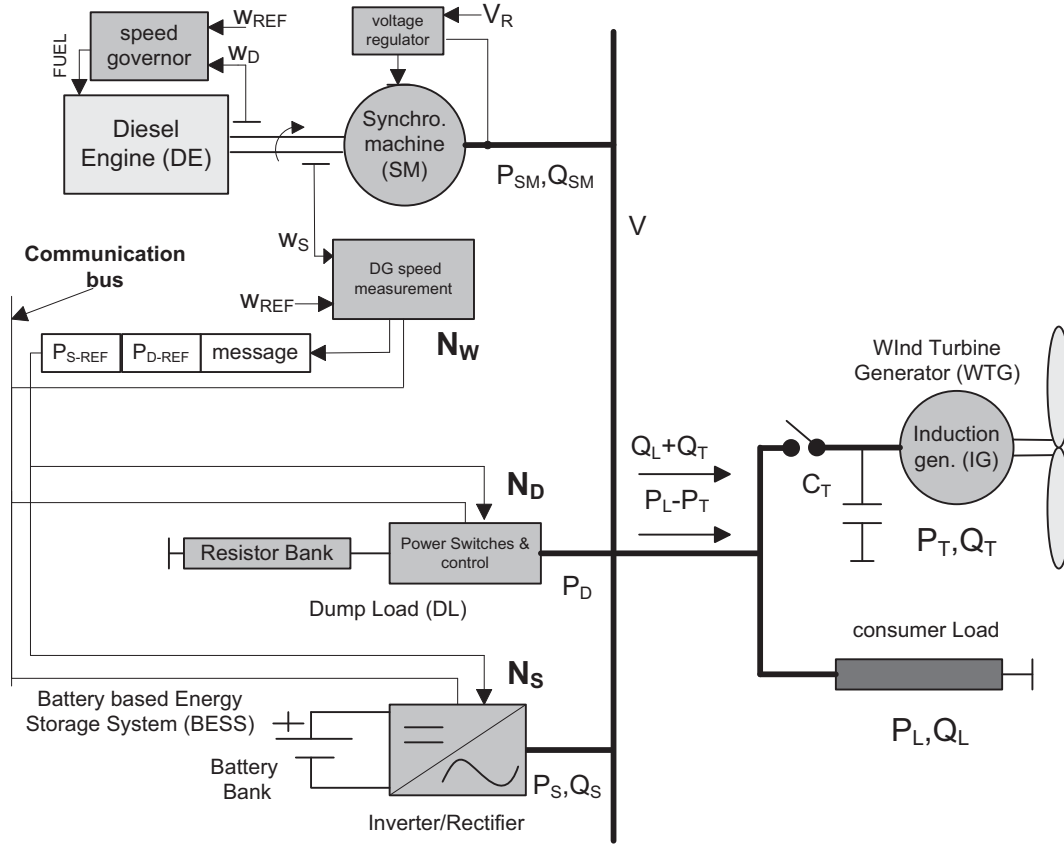 speed
governor
wREF
wD
FUEL
voltage
regulator
VR
Diesel
Engine (DE)
Synchro.
machine
(SM)
PSM,QSM
V
wS
DG speed
measurement
wREF
NW
Communication
bus
PS-REF PD-REF message
WInd Turbine
Generator (WTG)
Induction
gen. (IG)
CT
PT,QT
QL+QT
PL-PT
ND
Resistor Bank
Power Switches &
control
PD
Dump Load (DL)
consumer Load
PL,QL
NS
Battery based Energy
Storage System (BESS)
+
Battery
Bank
PS,QS
Inverter/Rectifier